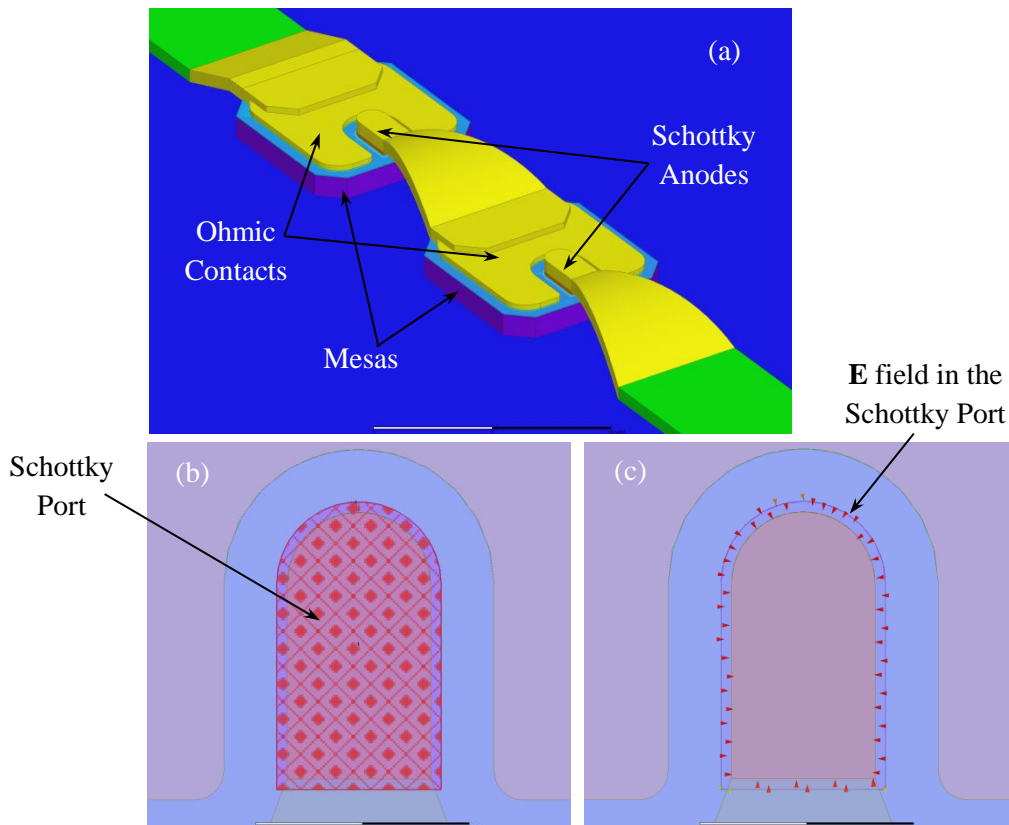 (a)
Schottky
Anodes
Ohmic
Contacts
Mesas
E field in the
Schottky Port
Schottky
Port
(b)
(c)